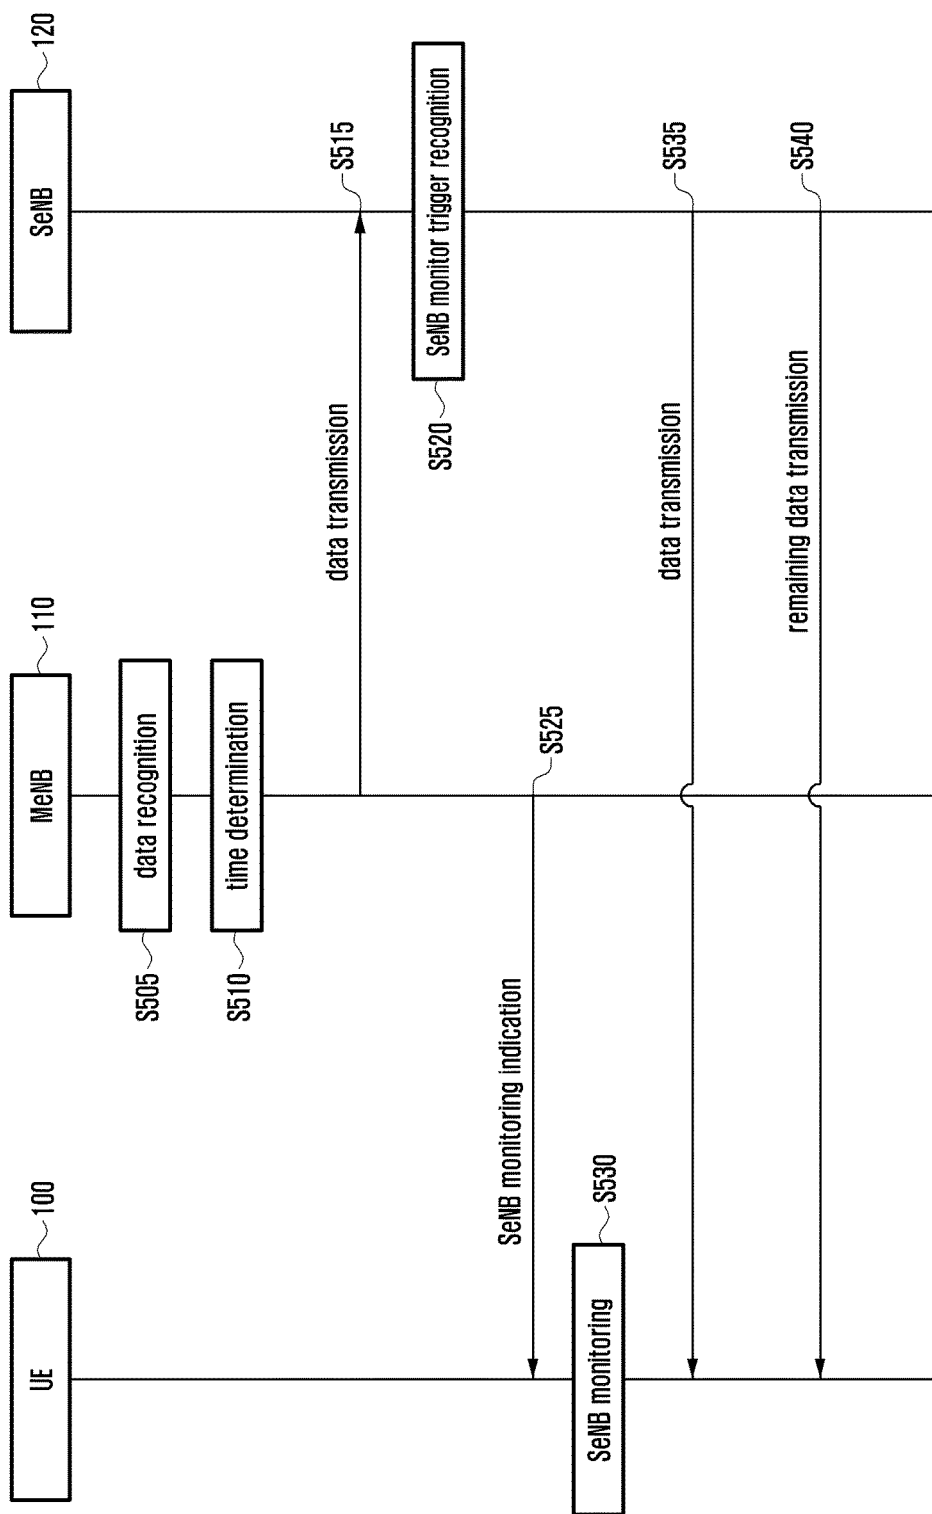 UE
100
MeNB
110
SeNB
120
S505
data recognition
S510
time determination
data transmission
S515
S520
SeNB monitor trigger recognition
SeNB monitoring indication
S525
SeNB monitoring
S530
data transmission
S535
remaining data transmission
S540